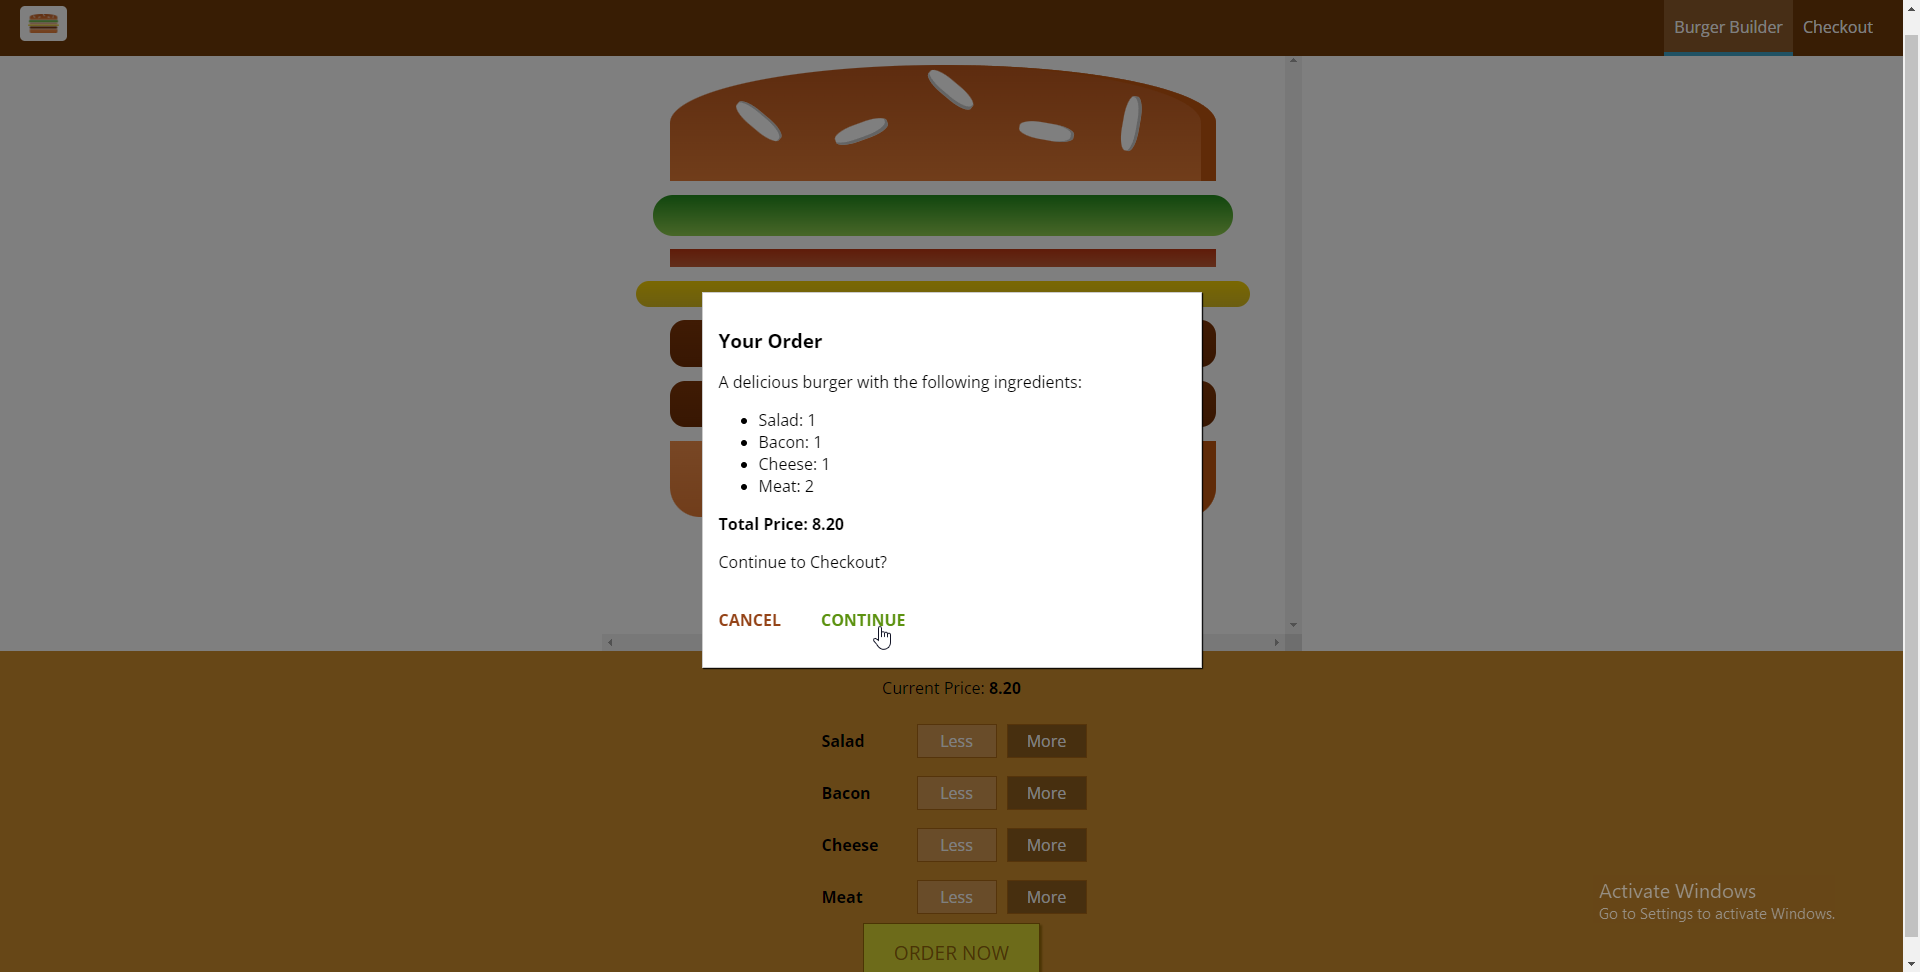 Burger Builder
Checkout
Your Order
A delicious burger with the following ingredients:
Salad: 1
Bacon: 1
Cheese: 1
Meat: 2
Total Price: 8.20
Continue to Checkout?
CANCEL
CONTINUE
Current Price: 8.20
Salad Less More
Bacon Less More
Cheese Less More
Meat Less More
ORDER NOW
Activate Windows
Go to Settings to activate Windows.